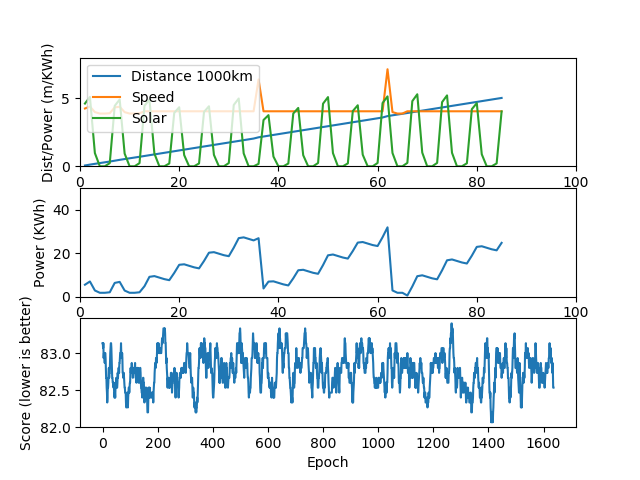 Dist/Power (m/KWh)
5
0
Distance 1000km
Speed
Solar
0 20 40 60 80 100
Power (KWh)
40
20
0
0 20 40 60 80 100
Score (lower is better)
83.0
82.5
82.0
0 200 400 600 800 1000 1200 1400 1600
Epoch